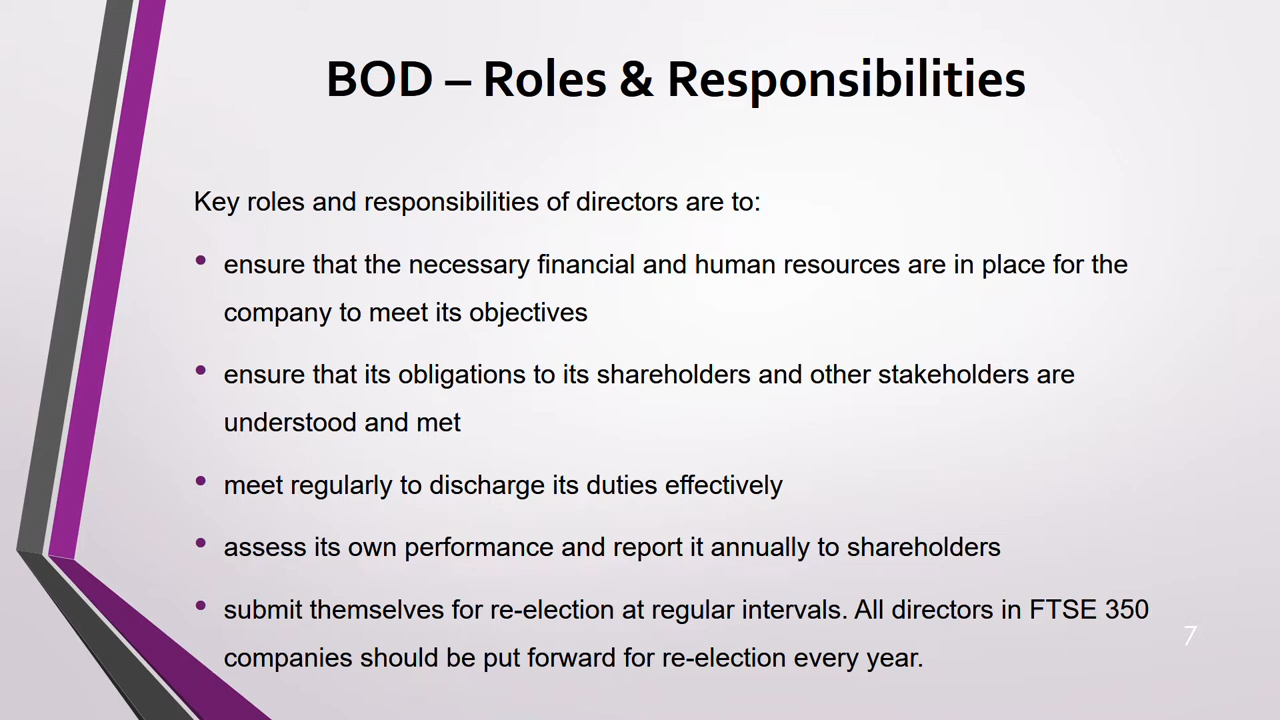 BOD – Roles & Responsibilities
Key roles and responsibilities of directors are to:
• ensure that the necessary financial and human resources are in place for the
company to meet its objectives
• ensure that its obligations to its shareholders and other stakeholders are
understood and met
• meet regularly to discharge its duties effectively
• assess its own performance and report it annually to shareholders
• submit themselves for re-election at regular intervals. All directors in FTSE 350
companies should be put forward for re-election every year.
7